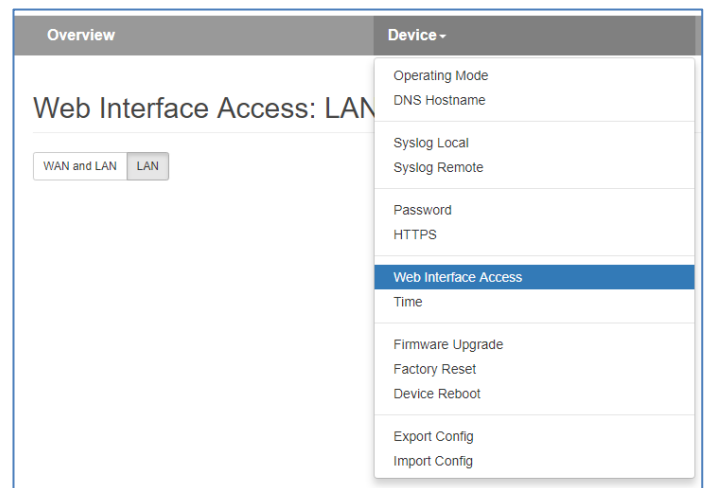 Overview
Device
Web Interface Access: LAN
WAN and LAN
LAN
Operating Mode
DNS Hostname
Syslog Local
Syslog Remote
Password
HTTPS
Web Interface Access
Time
Firmware Upgrade
Factory Reset
Device Reboot
Export Config
Import Config